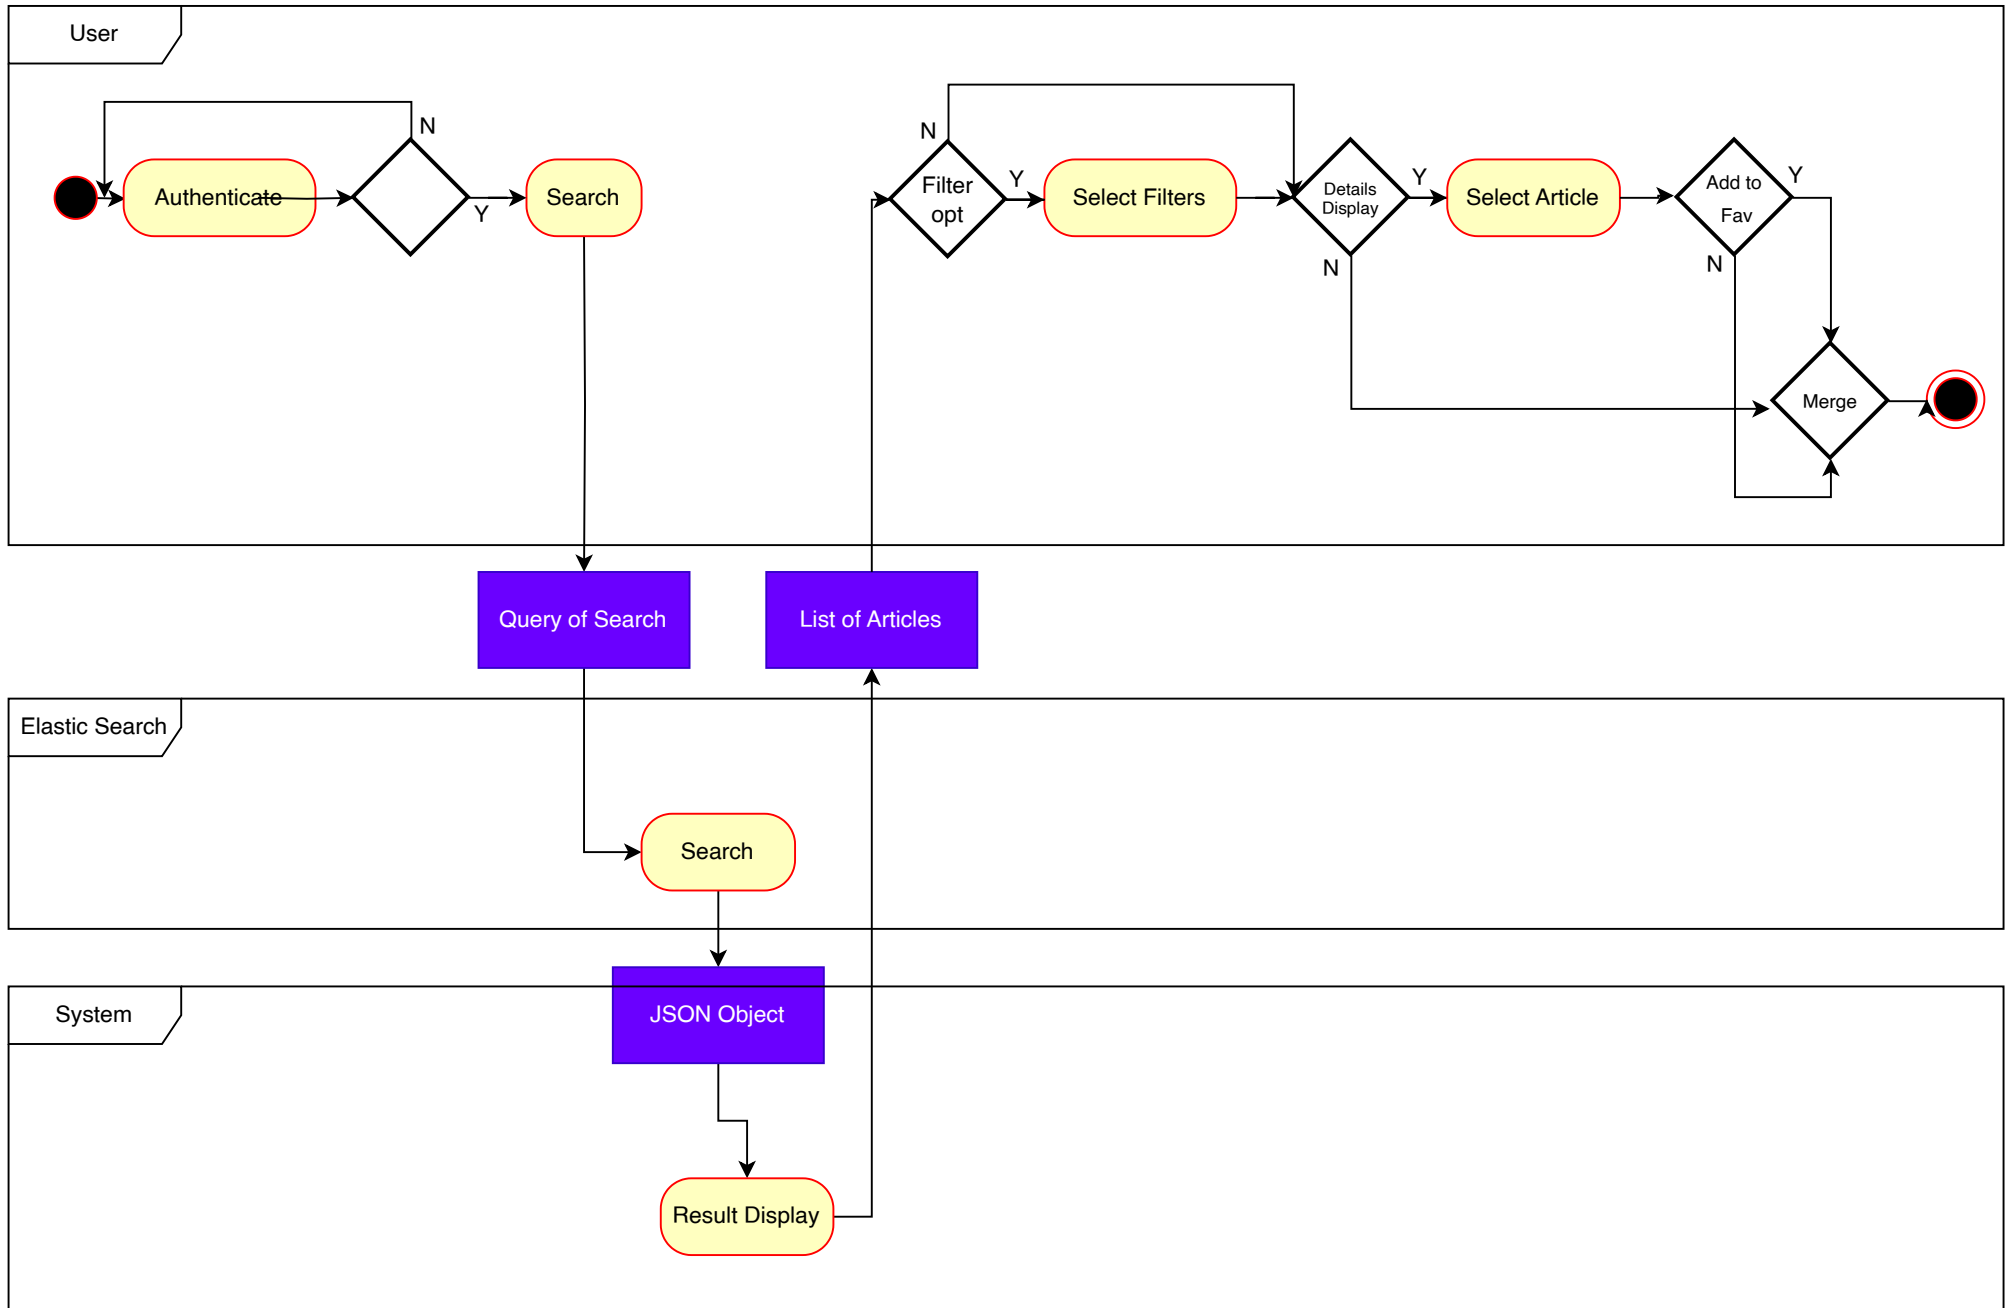 User
N
Authenticate
Y
Search
N
Filter
opt
Y
Select Filters
Details
Display
Y
N
Select Article
Add to
Fav
Y
N
Merge
Query of Search
List of Articles
Elastic Search
Search
System
JSON Object
Result Display